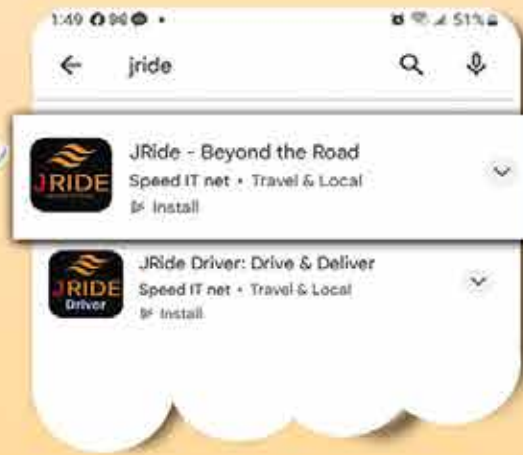 1:49
51%
jride
JRIDE
JRide - Beyond the Road
Speed IT net • Travel & Local
Install
JRIDE
Driver
JRide Driver: Drive & Deliver
Speed IT net • Travel & Local
Install